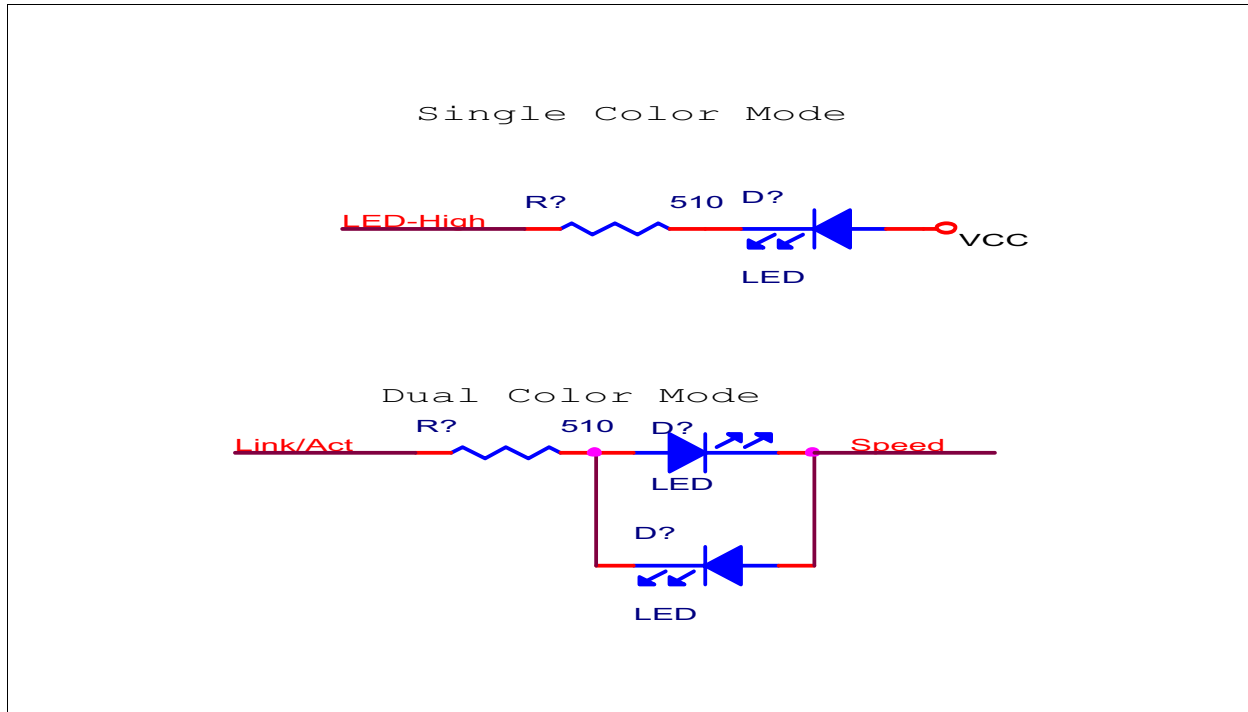 Single Color Mode
R? 510 D?
LED-High
VCC
LED
Dual Color Mode
R? 510 D?
Link/Act Speed
LED
D?
LED